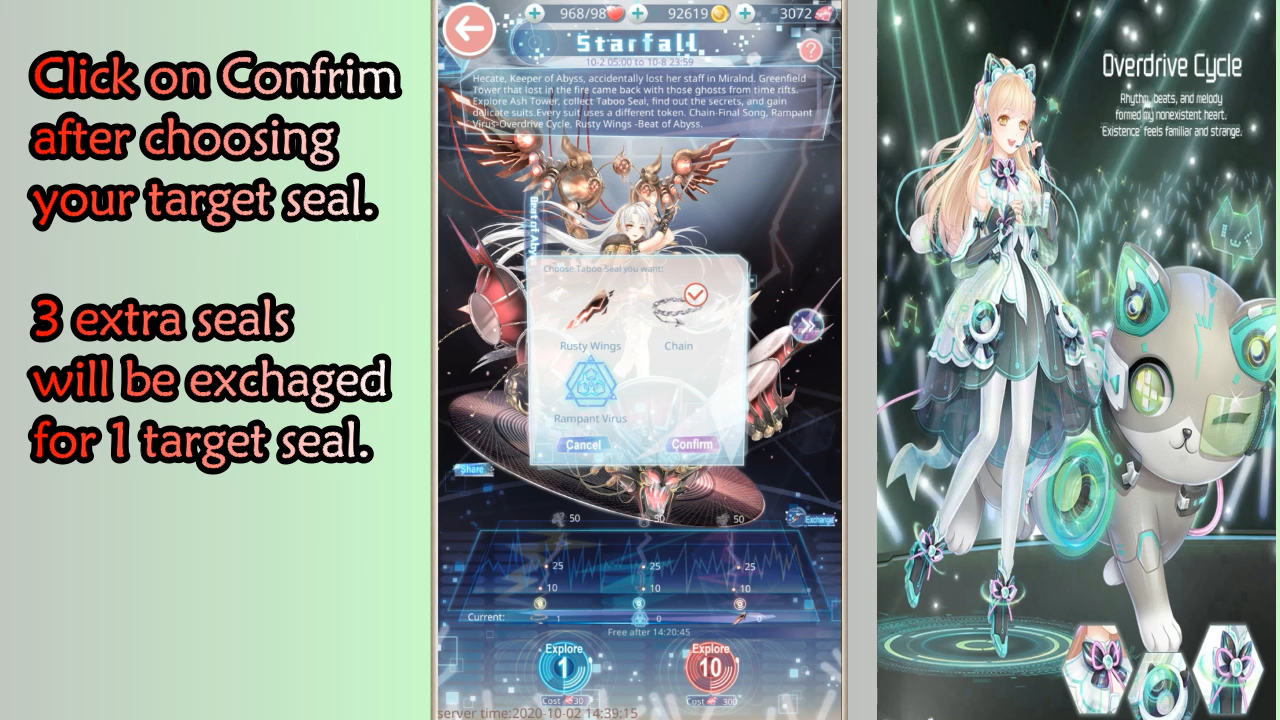 Click on Confrim
after choosing
your target seal.
3 extra seals
will be exchaged
for 1 target seal.
968/98
92619
3072
Starfall
?
10-2 05:00 to 10-8 23:59
Hecate, Keeper of Abyss, accidentally lost her staff in Miralnd. Greenfield
Tower that lost in the fire came back with those ghosts from time rifts.
Explore Ash Tower, collect Taboo Seal, find out the secrets, and gain
delicate suits.Every suit uses a different token. Chain-Final Song, Rampant
Virus-Overdrive Cycle, Rusty Wings -Beat of Abyss.
Choose Taboo Seal you want:
Rusty Wings
Chain
Rampant Virus
Cancel
Confirm
Share
Exchange
50
50
50
25
25
25
10
10
10
Current:
1
0
0
Free after 14:20:45
Explore
1
Cost 30
Explore
10
Cost 300
server time:2020-10-02 14:39:15
Overdrive Cycle
Rhythm, beats, and melody
formed my nonexistent heart.
'Existence' feels familiar and strange.